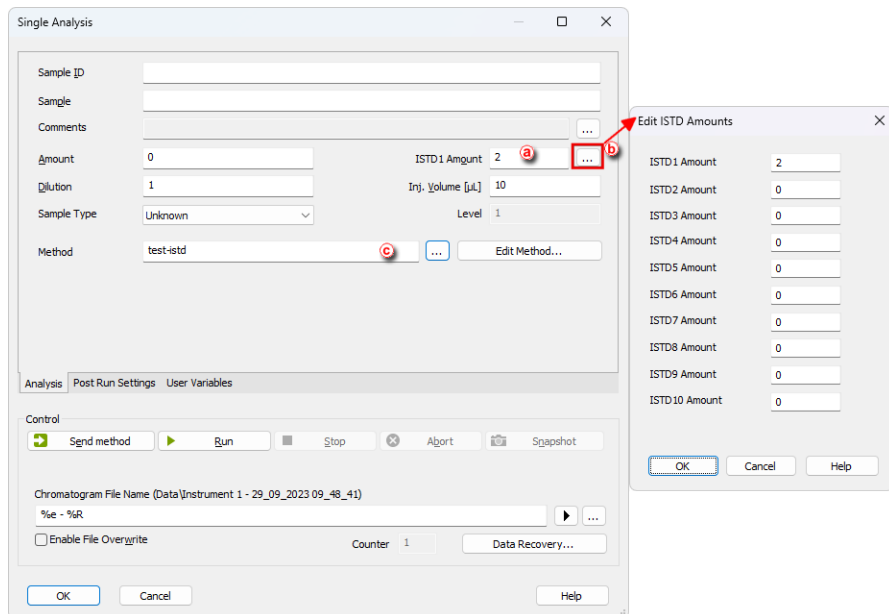 Single Analysis
Sample ID
Sample
Comments ...
Amount 0 ISTD1 Amount 2 a ... b
Dilution 1 Inj. Volume [µL] 10
Sample Type Unknown Level 1
Method test-istd c ... Edit Method...
Analysis Post Run Settings User Variables
Control
Send method Run Stop Abort Snapshot
Chromatogram File Name (Data\Instrument 1 - 29_09_2023 09_48_41)
%e - %R ...
Enable File Overwrite Counter 1 Data Recovery...
OK Cancel Help
Edit ISTD Amounts
ISTD1 Amount 2
ISTD2 Amount 0
ISTD3 Amount 0
ISTD4 Amount 0
ISTD5 Amount 0
ISTD6 Amount 0
ISTD7 Amount 0
ISTD8 Amount 0
ISTD9 Amount 0
ISTD10 Amount 0
OK Cancel Help